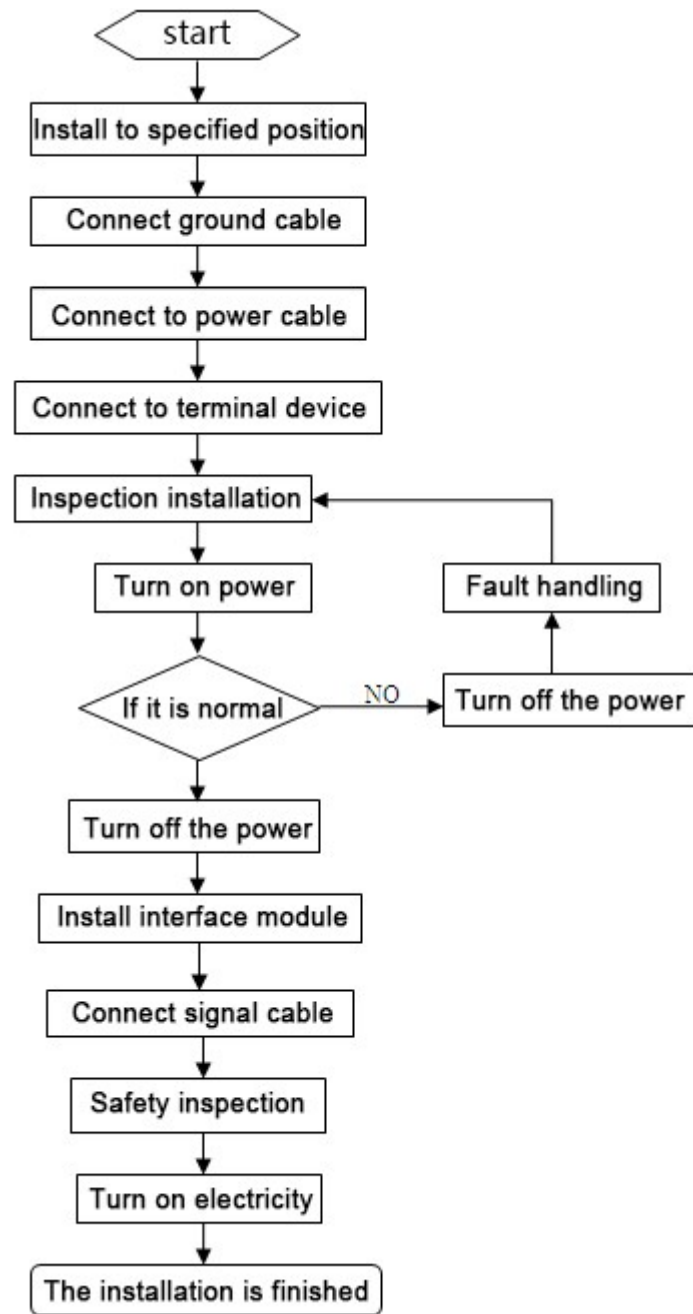 start
Install to specified position
Connect ground cable
Connect to power cable
Connect to terminal device
Inspection installation
Turn on power
Fault handling
If it is normal
NO
Turn off the power
Turn off the power
Install interface module
Connect signal cable
Safety inspection
Turn on electricity
The installation is finished